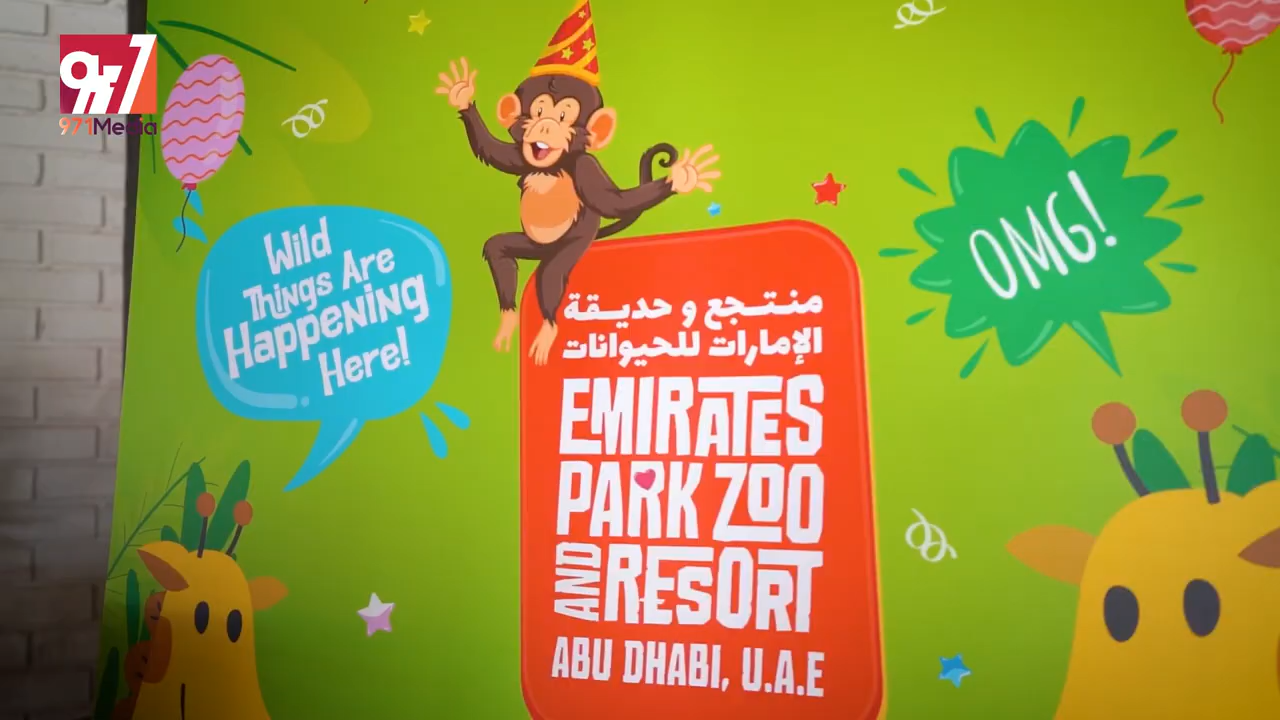 971
971Media
Wild
Things Are
Happening
Here!
OMG!
منتجع و حديقة
الإمارات للحيوانات
EMIRATES
PARK ZOO
AND RESORT
ABU DHABI, U.A.E